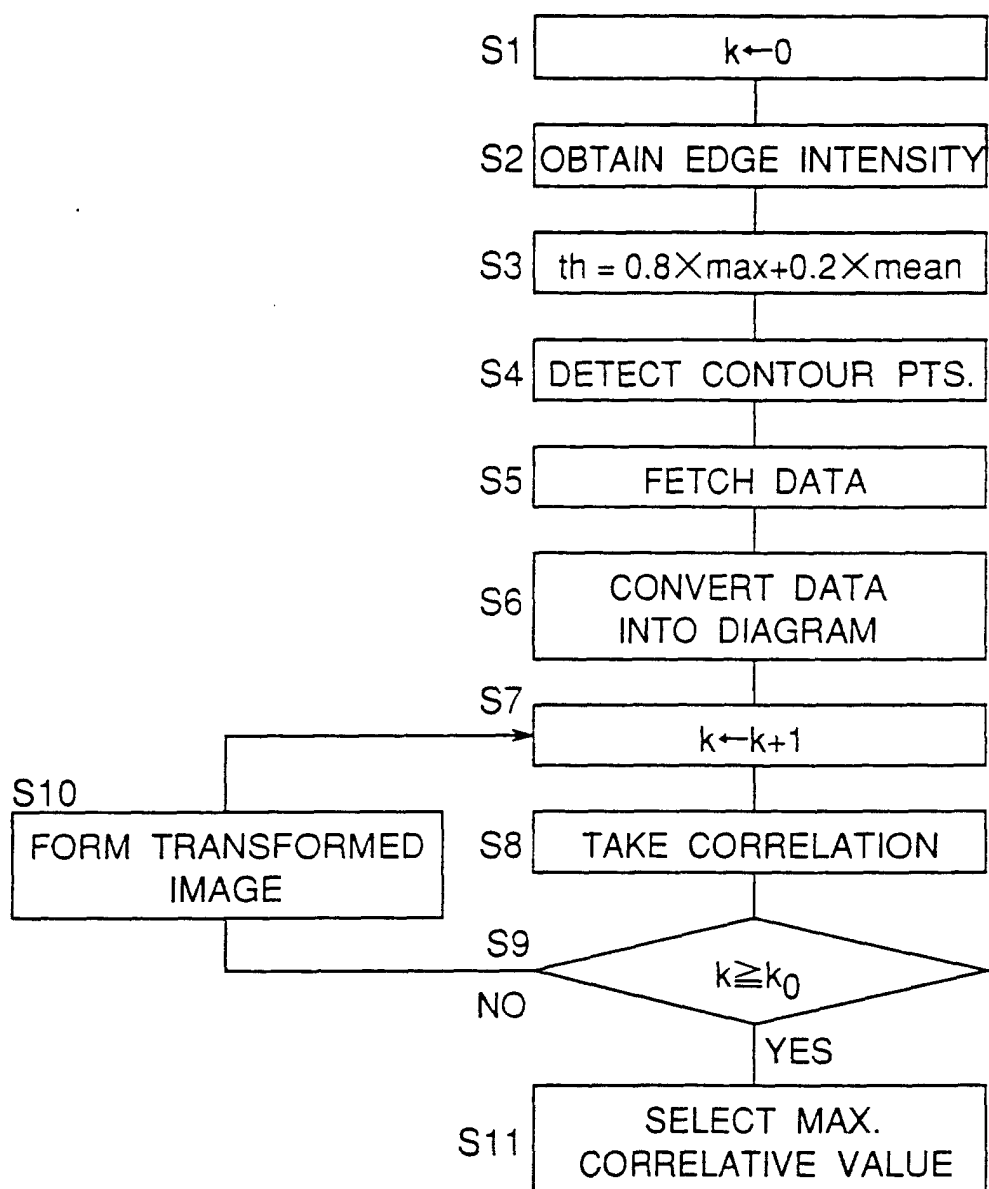 S1
k←0
S2
OBTAIN EDGE INTENSITY
S3
th = 0.8×max+0.2×mean
S4
DETECT CONTOUR PTS.
S5
FETCH DATA
S6
CONVERT DATA
INTO DIAGRAM
S7
k←k+1
S10
FORM TRANSFORMED
IMAGE
S8
TAKE CORRELATION
S9
k≧k0
NO
YES
S11
SELECT MAX.
CORRELATIVE VALUE